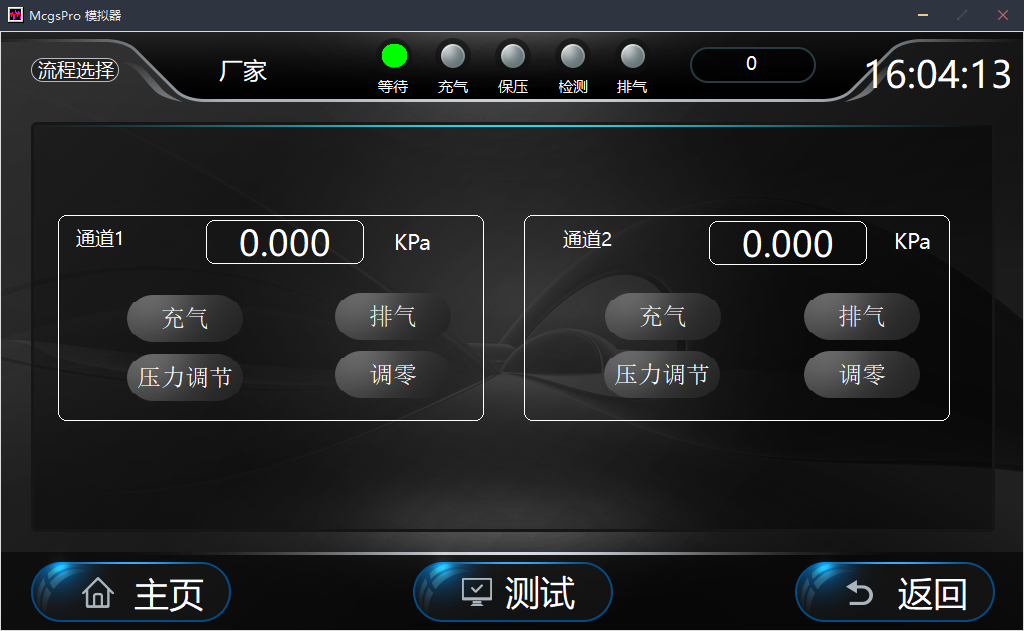 McgsPro 模拟器
流程选择
厂家
等待 充气 保压 检测 排气
0
16:04:13
通道1 0.000 KPa
充气 排气
压力调节 调零
通道2 0.000 KPa
充气 排气
压力调节 调零
主页 测试 返回